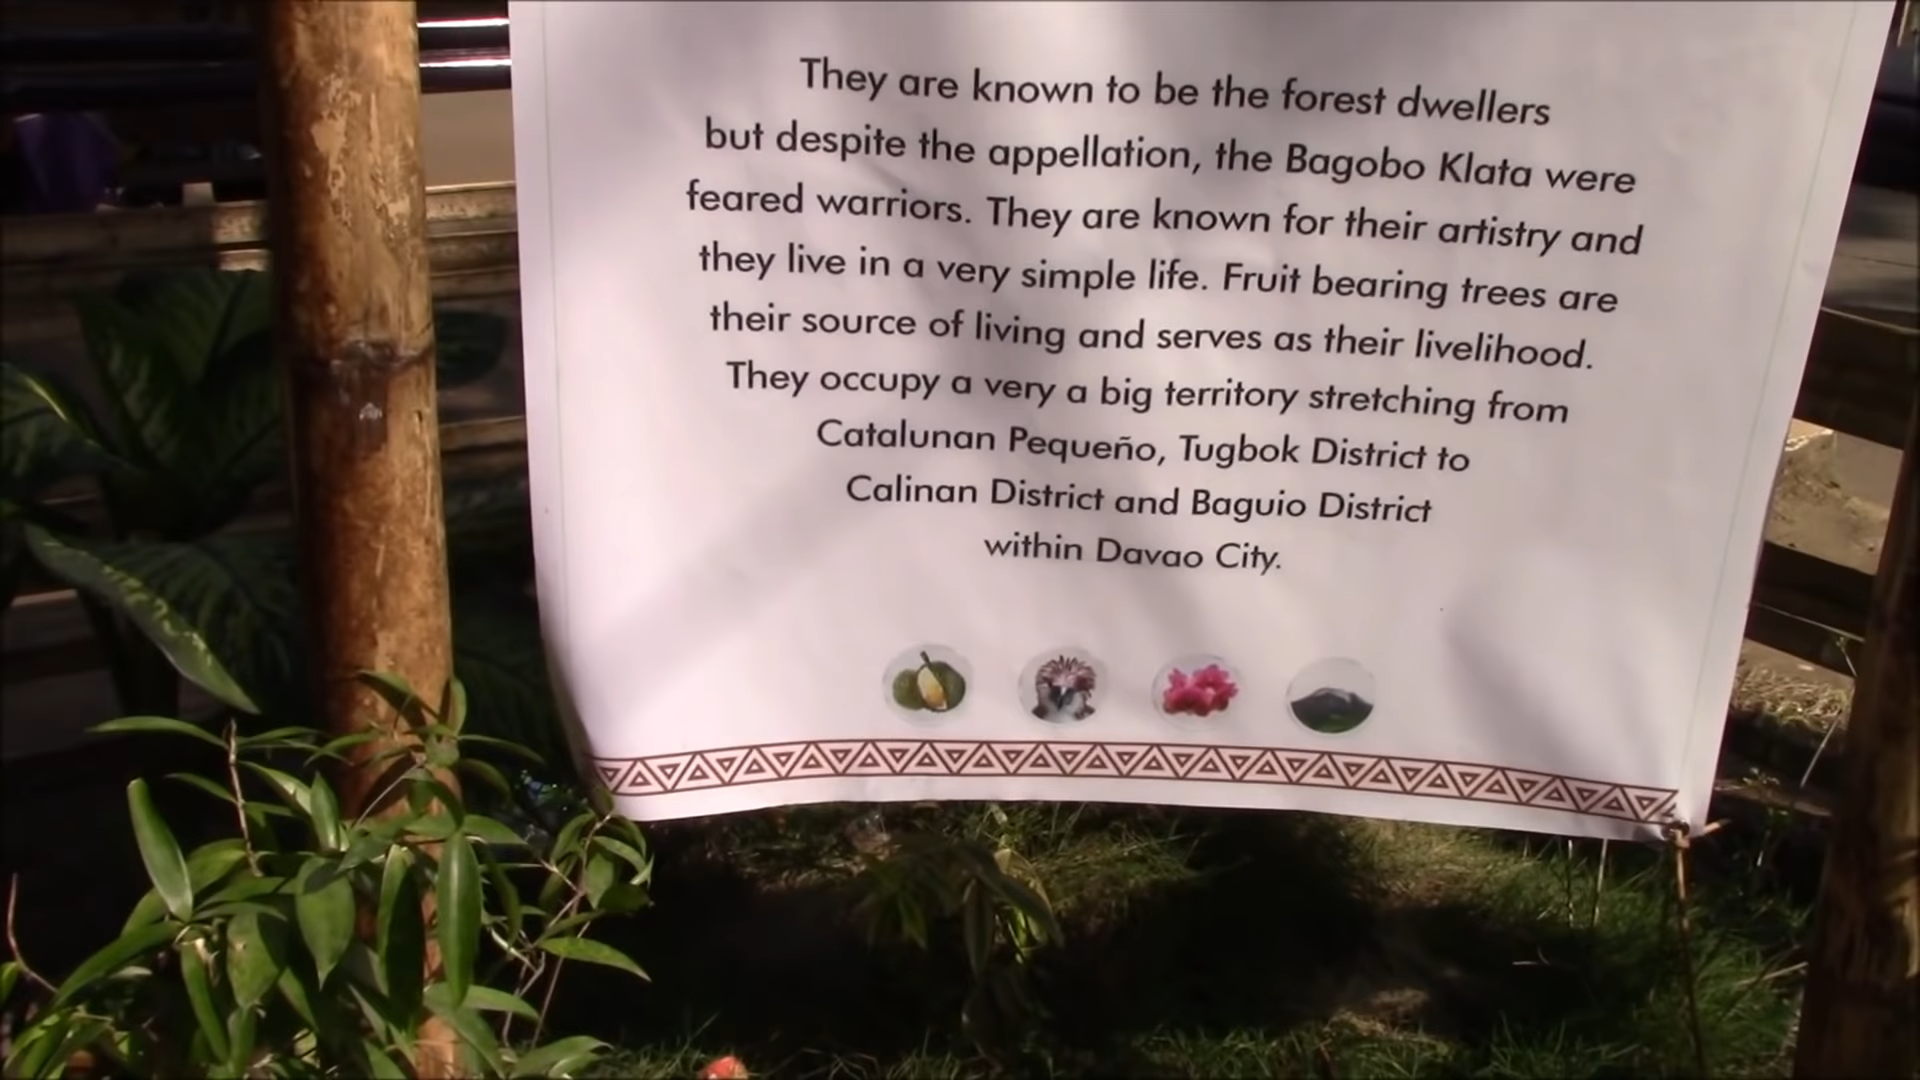 They are known to be the forest dwellers
but despite the appellation, the Bagobo Klata were
feared warriors. They are known for their artistry and
they live in a very simple life. Fruit bearing trees are
their source of living and serves as their livelihood.
They occupy a very a big territory stretching from
Catalunan Pequeño, Tugbok District to
Calinan District and Baguio District
within Davao City.